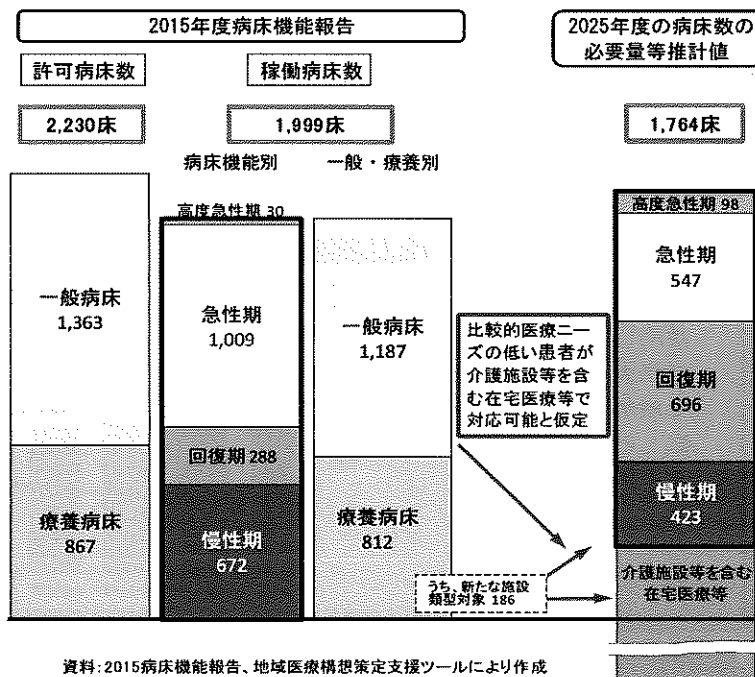 2015年度病床機能報告
2025年度の病床数の
必要量等推計値
許可病床数
稼働病床数
2,230床
1,999床
1,764床
病床機能別
一般・療養別
高度急性期 30
高度急性期 98
一般病床
1,363
急性期
1,009
一般病床
1,187
急性期
547
比較的医療ニー
ズの低い患者が
介護施設等を含
む在宅医療等で
対応可能と仮定
回復期
696
回復期 288
療養病床
867
慢性期
672
療養病床
812
慢性期
423
うち、新たな施設
類型対象 186
介護施設等を含む
在宅医療等
資料:2015病床機能報告、地域医療構想策定支援ツールにより作成